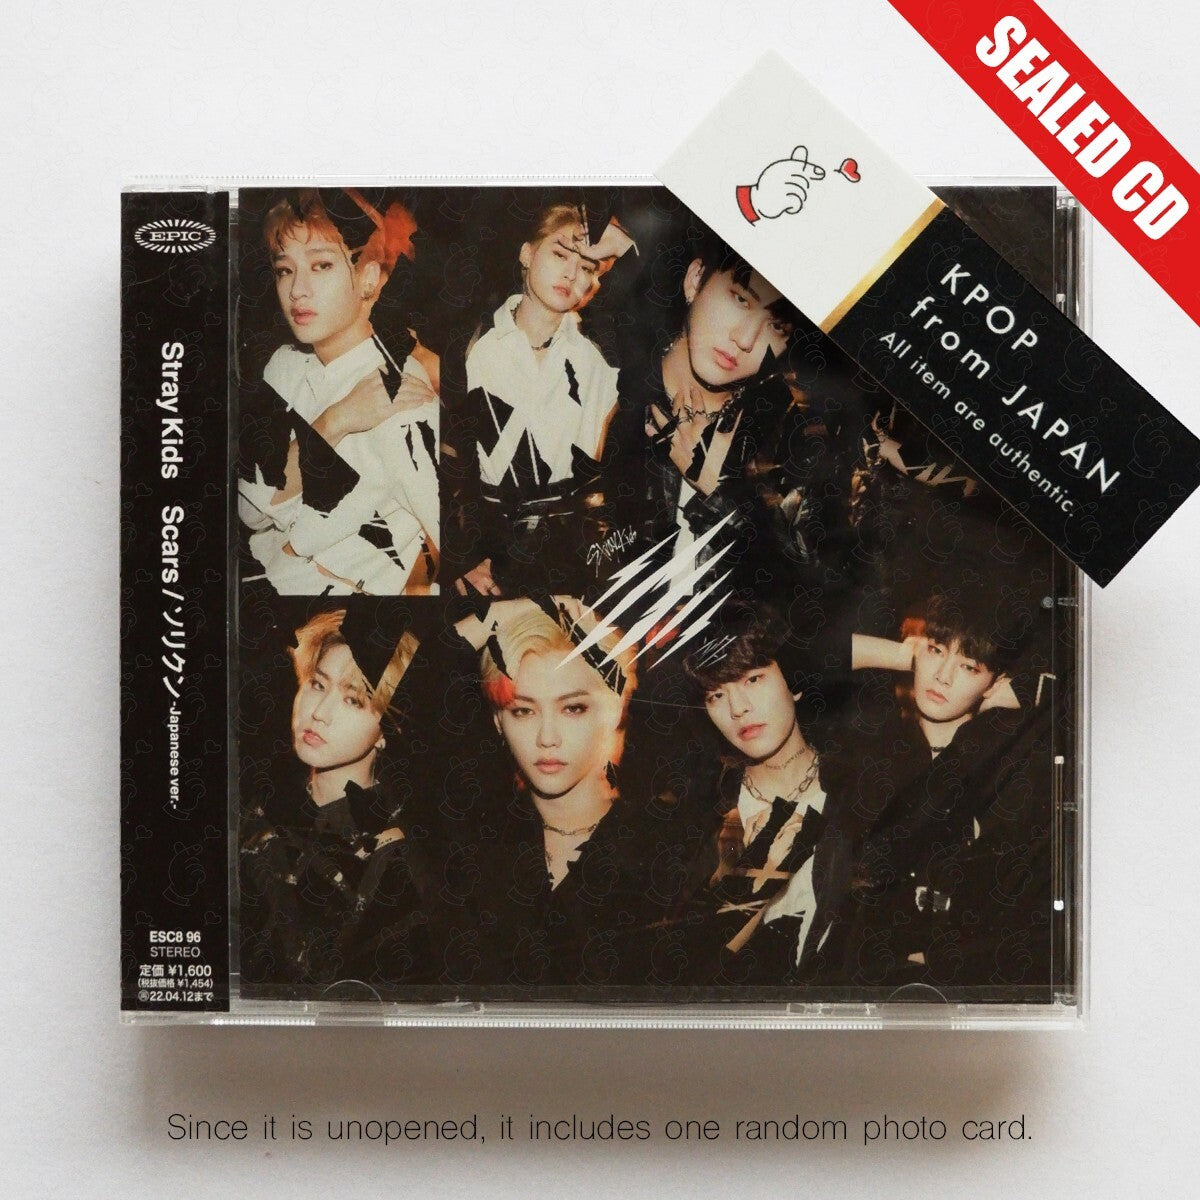 SEALED CD
KPOP
from JAPAN
All item are authentic.
EPIC
Stray Kids Scars / ソリクン -Japanese ver.-
StrayKids
ESC8 96
STEREO
定価 ¥1,600
(税抜価格 ¥1,454)
22.04.12まで
Since it is unopened, it includes one random photo card.